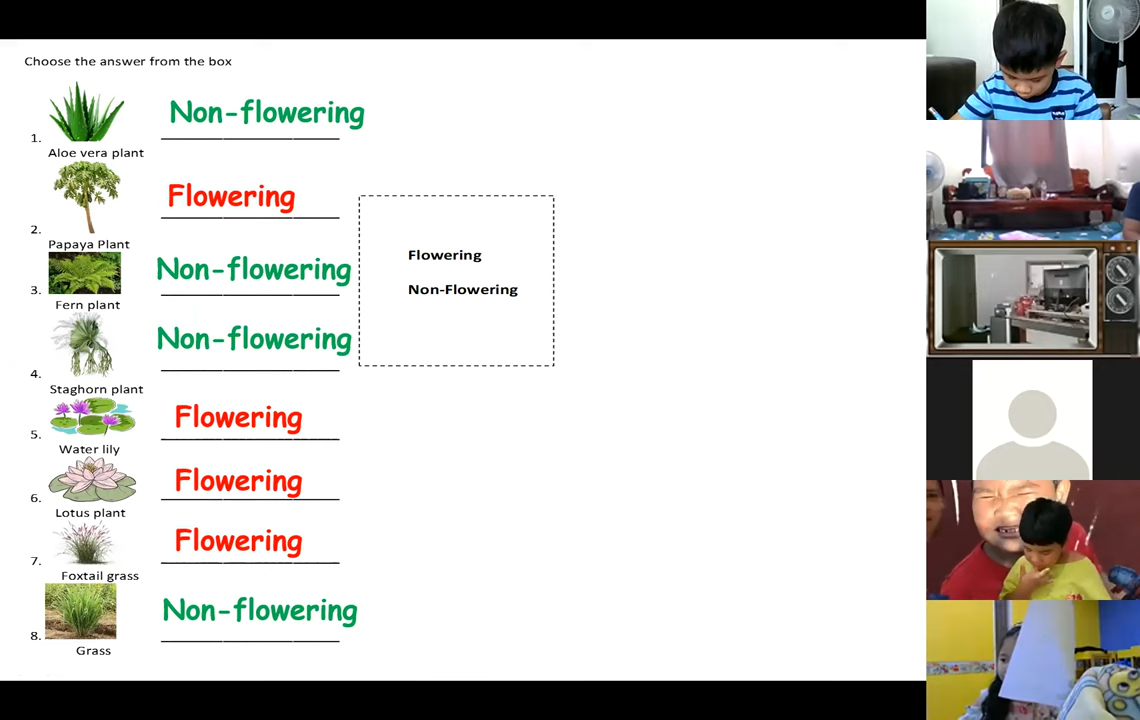 Choose the answer from the box
1. Non-flowering
Aloe vera plant
2. Flowering
Papaya Plant
3. Non-flowering
Fern plant
4. Non-flowering
Staghorn plant
5. Flowering
Water lily
6. Flowering
Lotus plant
7. Flowering
Foxtail grass
8. Non-flowering
Grass
Flowering
Non-Flowering